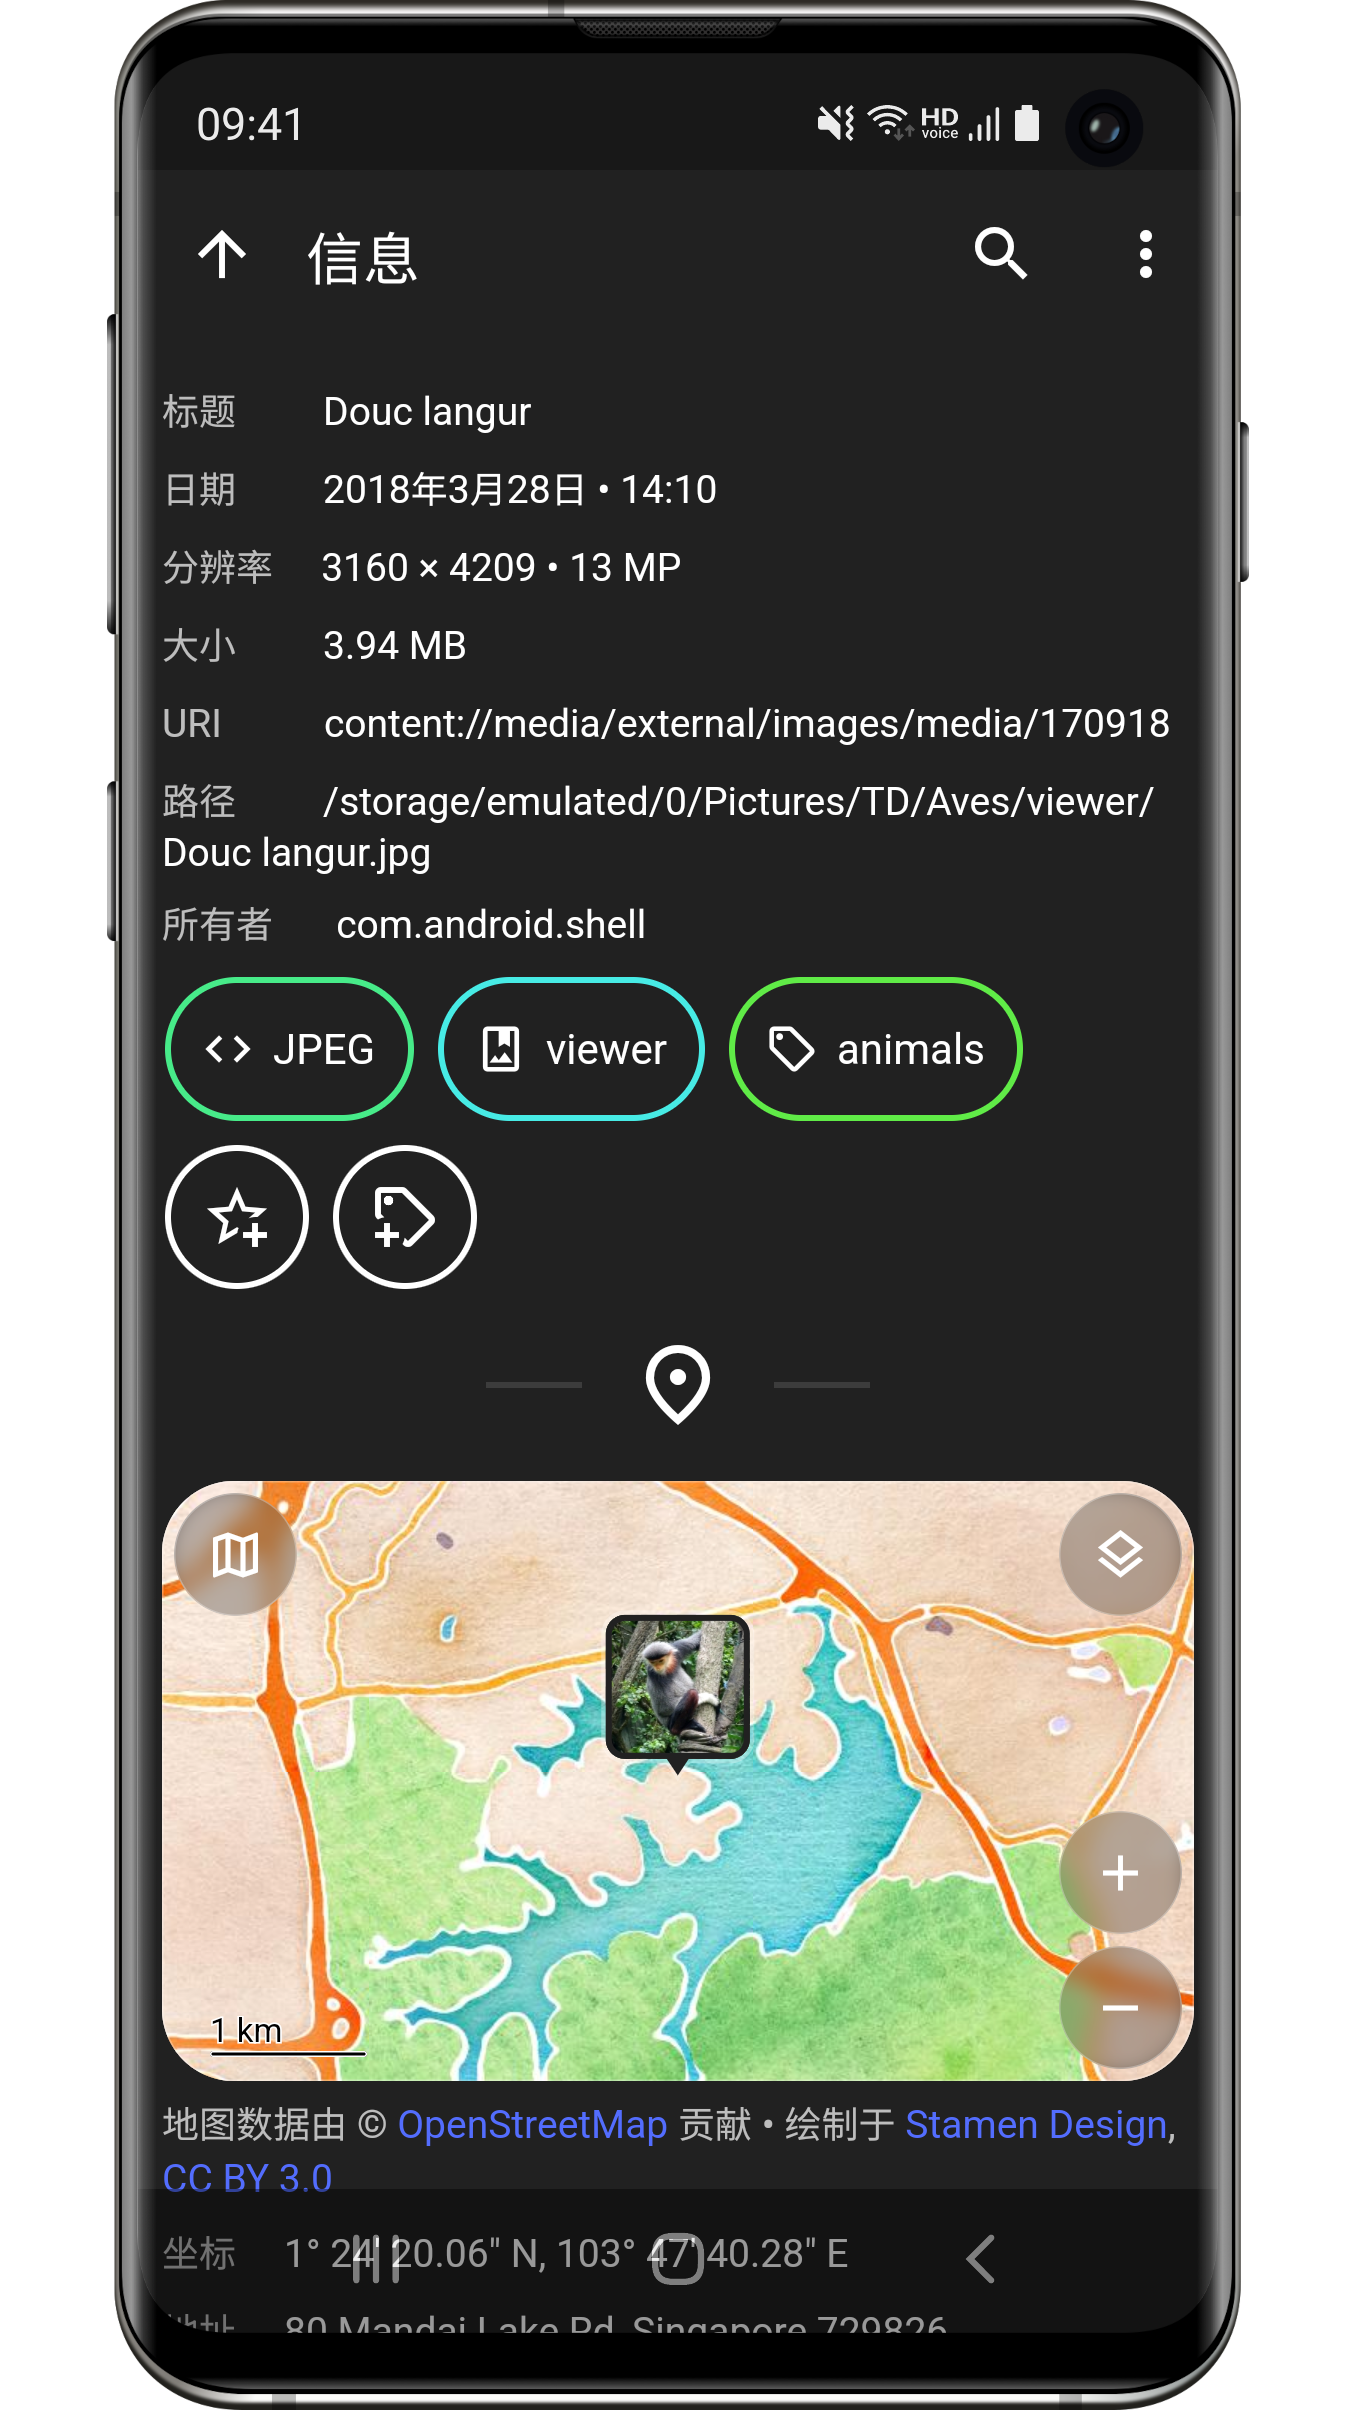 09:41
HD
voice
信息
标题 Douc langur
日期 2018年3月28日 • 14:10
分辨率 3160 × 4209 • 13 MP
大小 3.94 MB
URI content://media/external/images/media/170918
路径 /storage/emulated/0/Pictures/TD/Aves/viewer/
Douc langur.jpg
所有者 com.android.shell
JPEG viewer animals
1 km
地图数据由 © OpenStreetMap 贡献 • 绘制于 Stamen Design,
CC BY 3.0
坐标 1° 24′ 20.06″ N, 103° 47′ 40.28″ E
地址 80 Mandai Lake Rd, Singapore 729826